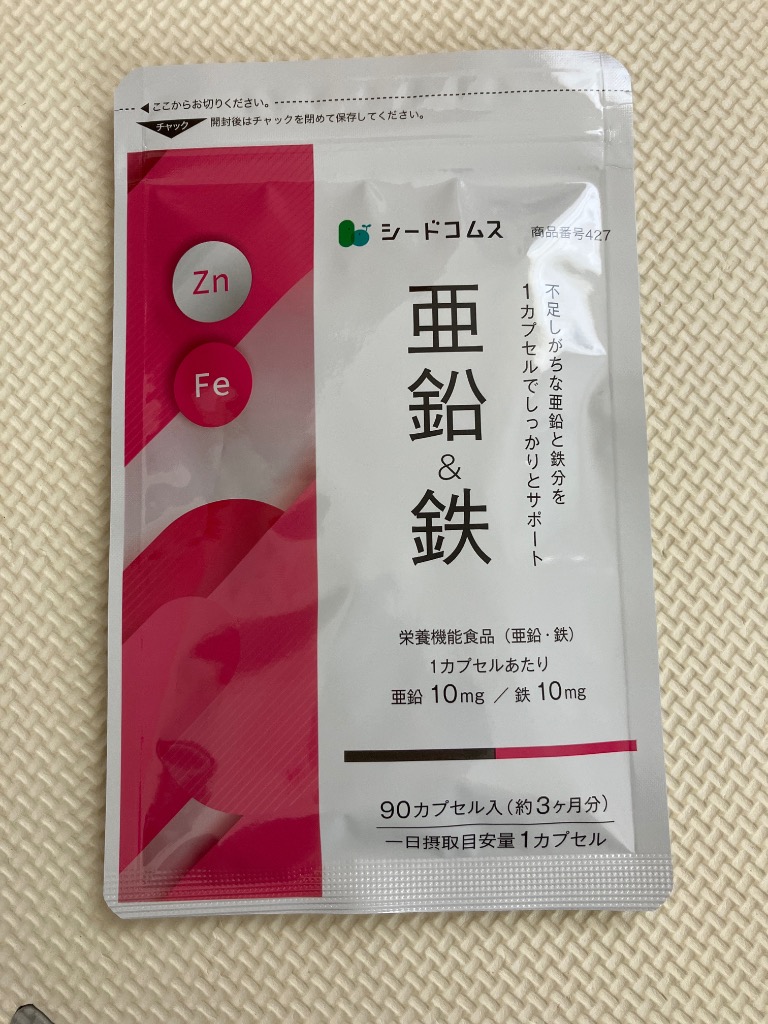 ここからお切りください。
チャック
開封後はチャックを閉めて保存してください。
シードコムス
商品番号427
Zn
Fe
不足しがちな亜鉛と鉄分を
1カプセルでしっかりとサポート
亜鉛
&
鉄
栄養機能食品（亜鉛・鉄）
1カプセルあたり
亜鉛 10mg ／ 鉄 10mg
90カプセル入（約3ヶ月分）
一日摂取目安量 1カプセル